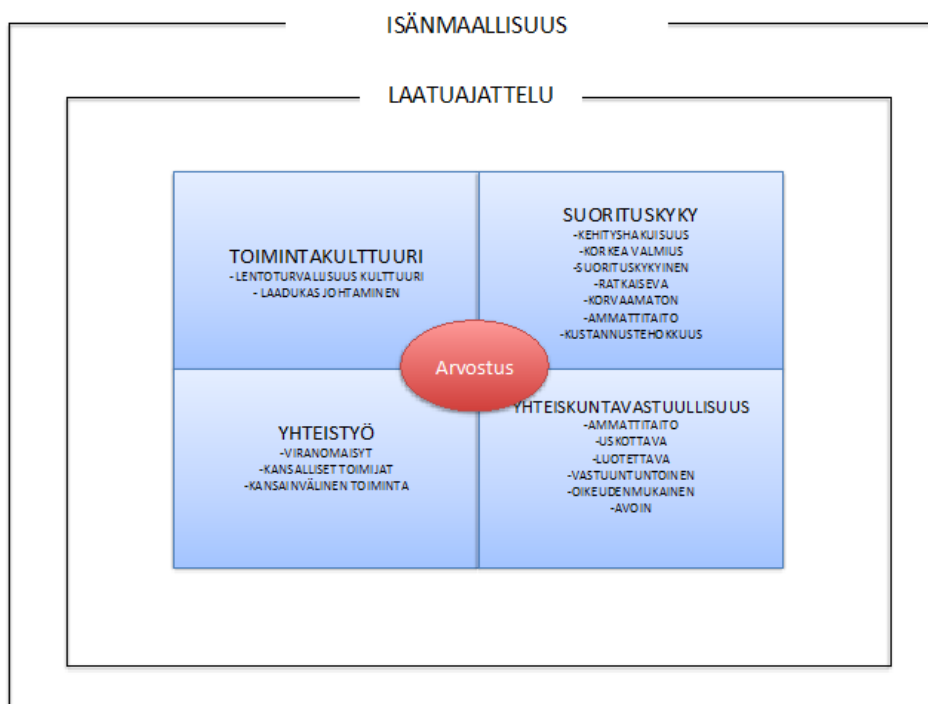 ISÄNMAALLISUUS
LAATUAJATTELU
TOIMINTAKULTTUURI
-LENTOTURVALLISUUS KULTTUURI
- LAADUKAS JOHTAMINEN
SUORITUSKYKY
-KEHITYSHAKUISUUS
-KORKEA VALMIUS
-SUORITUSKYKYINEN
-RATKAISEVA
-KORVAAMATON
-AMMATTITAITO
-KUSTANNUSTEHOKKUUS
Arvostus
YHTEISTYÖ
-VIRANOMAISYT
-KANSALLISET TOIMIJAT
-KANSAINVÄLINEN TOIMINTA
YHTEISKUNTAVASTUULLISUUS
-AMMATTITAITO
-USKOTTAVA
-LUOTETTAVA
-VASTUUNTUNTOINEN
-OIKEUDENMUKAINEN
-AVOIN